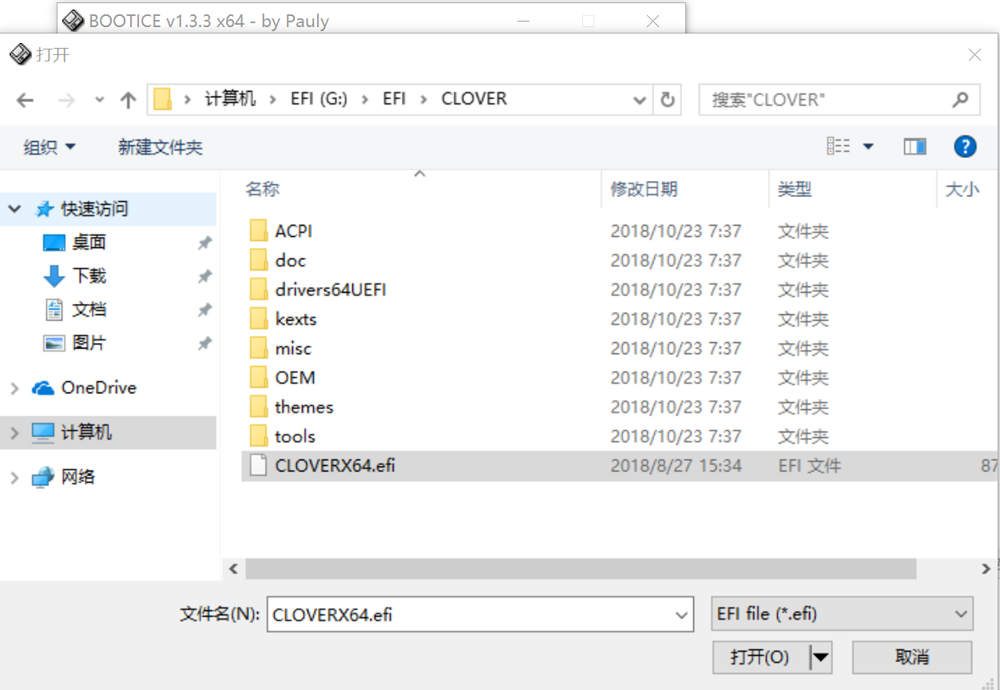 BOOTICE v1.3.3 x64 - by Pauly
打开
计算机 › EFI (G:) › EFI › CLOVER
搜索"CLOVER"
组织 新建文件夹
名称 修改日期 类型 大小
快速访问
桌面
下载
文档
图片
OneDrive
计算机
网络
ACPI 2018/10/23 7:37 文件夹
doc 2018/10/23 7:37 文件夹
drivers64UEFI 2018/10/23 7:37 文件夹
kexts 2018/10/23 7:37 文件夹
misc 2018/10/23 7:37 文件夹
OEM 2018/10/23 7:37 文件夹
themes 2018/10/23 7:37 文件夹
tools 2018/10/23 7:37 文件夹
CLOVERX64.efi 2018/8/27 15:34 EFI 文件 87
文件名(N): CLOVERX64.efi EFI file (*.efi)
打开(O) 取消